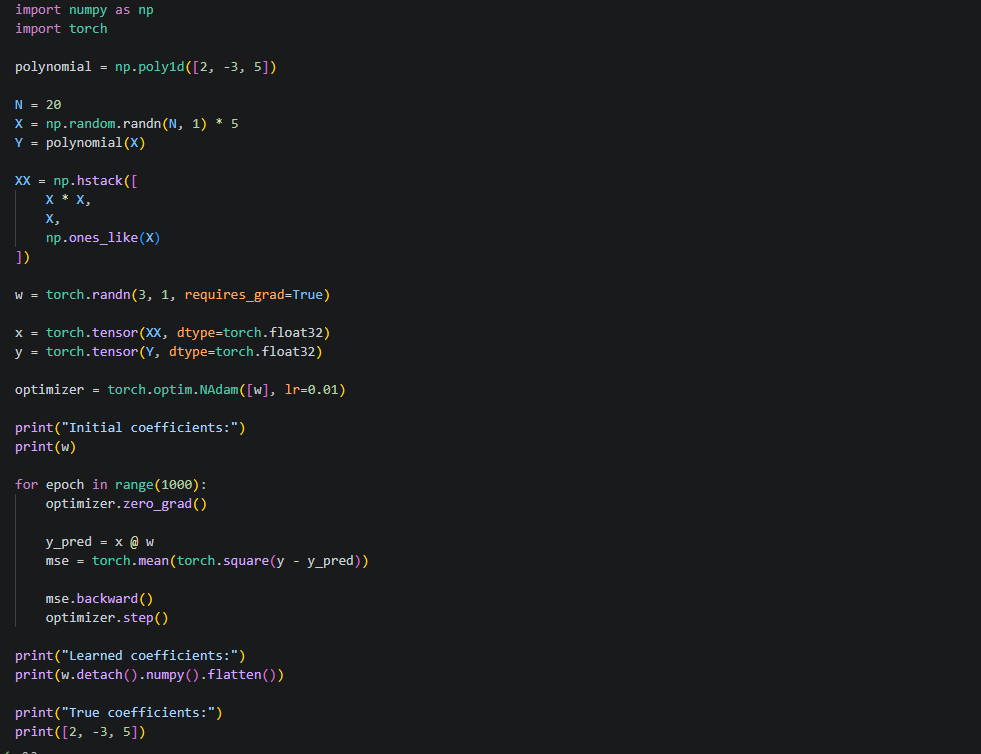 import numpy as np
import torch
polynomial = np.poly1d([2, -3, 5])
N = 20
X = np.random.randn(N, 1) * 5
Y = polynomial(X)
XX = np.hstack([
    X * X,
    X,
    np.ones_like(X)
])
w = torch.randn(3, 1, requires_grad=True)
x = torch.tensor(XX, dtype=torch.float32)
y = torch.tensor(Y, dtype=torch.float32)
optimizer = torch.optim.NAdam([w], lr=0.01)
print("Initial coefficients:")
print(w)
for epoch in range(1000):
    optimizer.zero_grad()
    y_pred = x @ w
    mse = torch.mean(torch.square(y - y_pred))
    mse.backward()
    optimizer.step()
print("Learned coefficients:")
print(w.detach().numpy().flatten())
print("True coefficients:")
print([2, -3, 5])